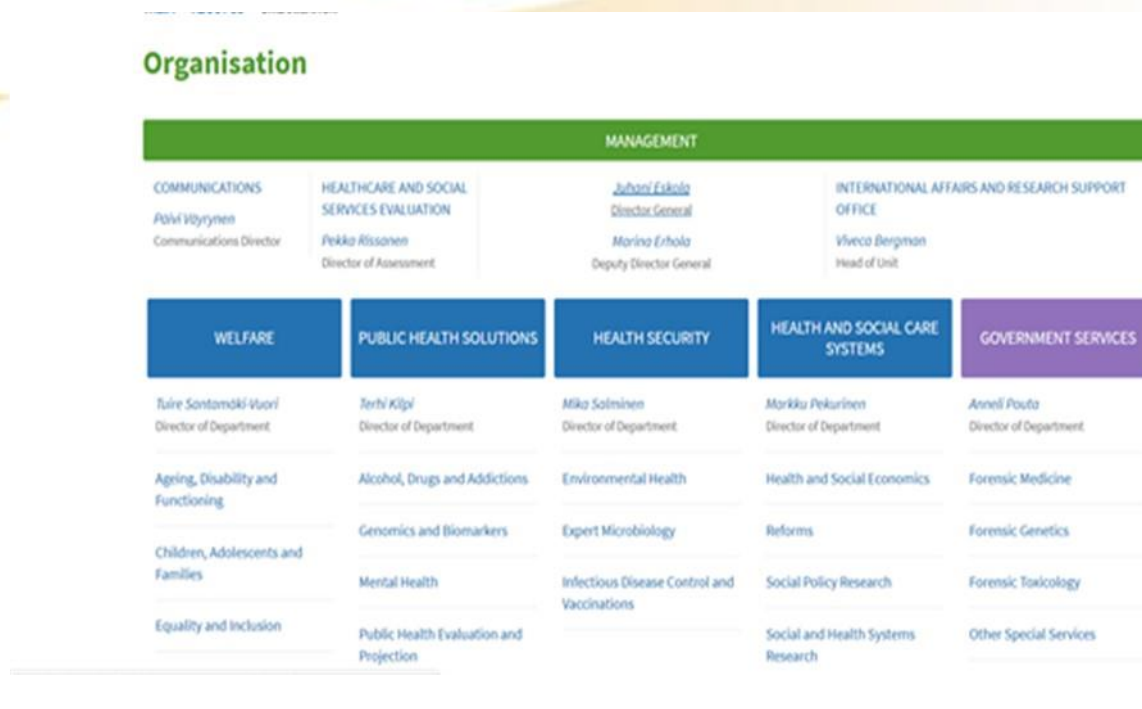 Organisation
MANAGEMENT
COMMUNICATIONS
Päivi Väyrynen
Communications Director
HEALTHCARE AND SOCIAL
SERVICES EVALUATION
Pekka Rissanen
Director of Assessment
Juhani Eskola
Director General
Marina Erhola
Deputy Director General
INTERNATIONAL AFFAIRS AND RESEARCH SUPPORT
OFFICE
Viveca Bergman
Head of Unit
WELFARE
Tuire Santamäki-Vuori
Director of Department
Ageing, Disability and
Functioning
Children, Adolescents and
Families
Equality and Inclusion
PUBLIC HEALTH SOLUTIONS
Terhi Kilpi
Director of Department
Alcohol, Drugs and Addictions
Genomics and Biomarkers
Mental Health
Public Health Evaluation and
Projection
HEALTH SECURITY
Mika Salminen
Director of Department
Environmental Health
Expert Microbiology
Infectious Disease Control and
Vaccinations
HEALTH AND SOCIAL CARE
SYSTEMS
Markku Pekurinen
Director of Department
Health and Social Economics
Reforms
Social Policy Research
Social and Health Systems
Research
GOVERNMENT SERVICES
Anneli Pouta
Director of Department
Forensic Medicine
Forensic Genetics
Forensic Toxicology
Other Special Services